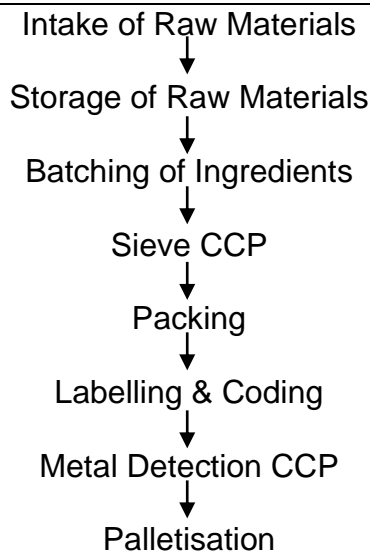 Intake of Raw Materials
Storage of Raw Materials
Batching of Ingredients
Sieve CCP
Packing
Labelling & Coding
Metal Detection CCP
Palletisation